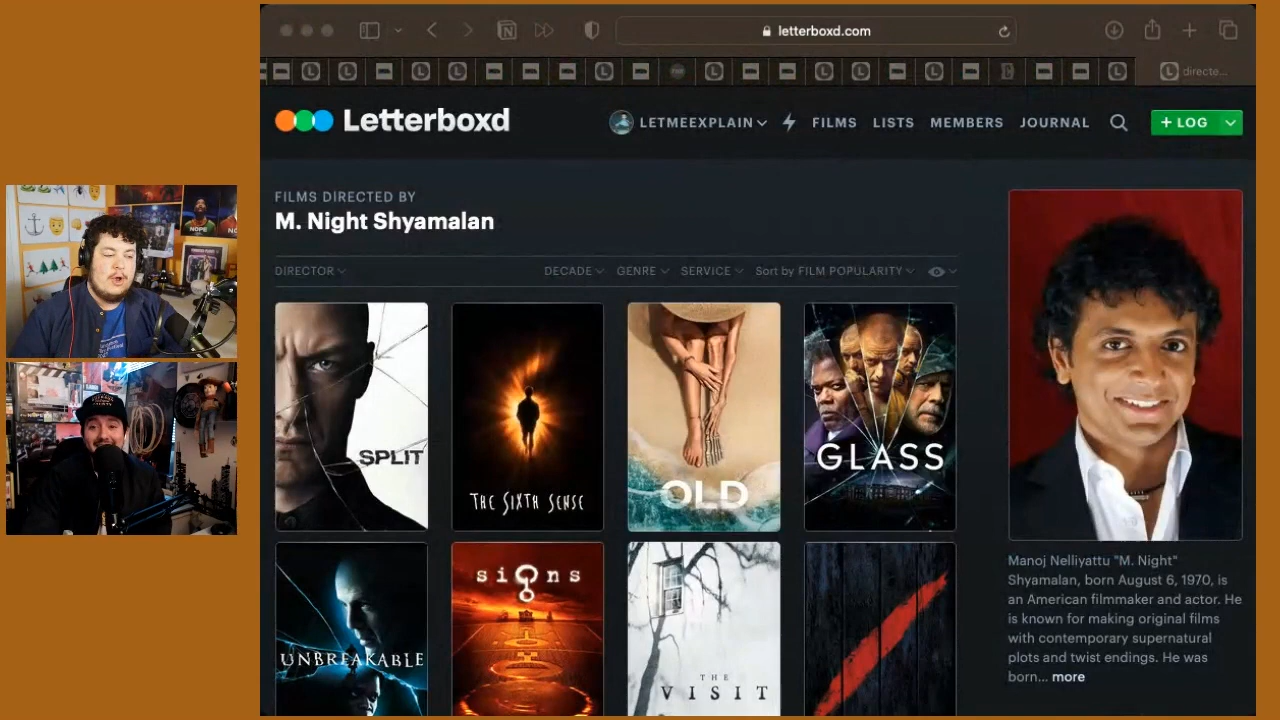 letterboxd.com
directe...
Letterboxd
LETMEEXPLAIN
FILMS
LISTS
MEMBERS
JOURNAL
+ LOG
FILMS DIRECTED BY
M. Night Shyamalan
DIRECTOR
DECADE
GENRE
SERVICE
Sort by FILM POPULARITY
SPLIT
THE SIXTH SENSE
OLD
GLASS
UNBREAKABLE
signs
THE
VISIT
Manoj Nelliyattu "M. Night"
Shyamalan, born August 6, 1970, is
an American filmmaker and actor. He
is known for making original films
with contemporary supernatural
plots and twist endings. He was
born... more
NOPE